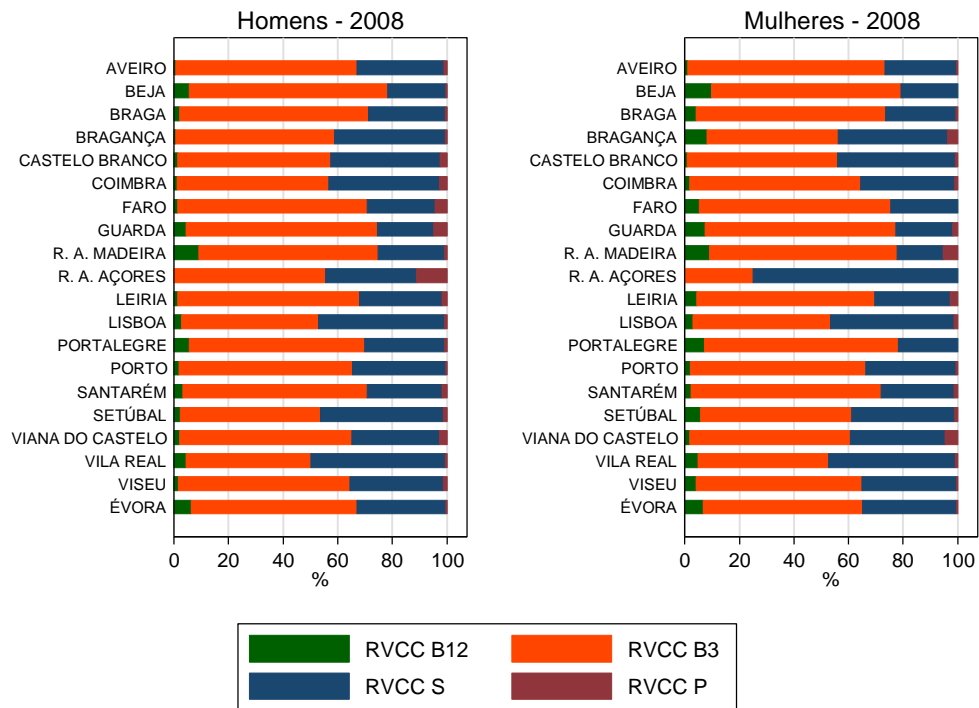 Homens - 2008
AVEIRO
BEJA
BRAGA
BRAGANÇA
CASTELO BRANCO
COIMBRA
FARO
GUARDA
R. A. MADEIRA
R. A. AÇORES
LEIRIA
LISBOA
PORTALEGRE
PORTO
SANTARÉM
SETÚBAL
VIANA DO CASTELO
VILA REAL
VISEU
ÉVORA
0 20 40 60 80 100
%
Mulheres - 2008
AVEIRO
BEJA
BRAGA
BRAGANÇA
CASTELO BRANCO
COIMBRA
FARO
GUARDA
R. A. MADEIRA
R. A. AÇORES
LEIRIA
LISBOA
PORTALEGRE
PORTO
SANTARÉM
SETÚBAL
VIANA DO CASTELO
VILA REAL
VISEU
ÉVORA
0 20 40 60 80 100
%
RVCC B12 RVCC B3
RVCC S RVCC P